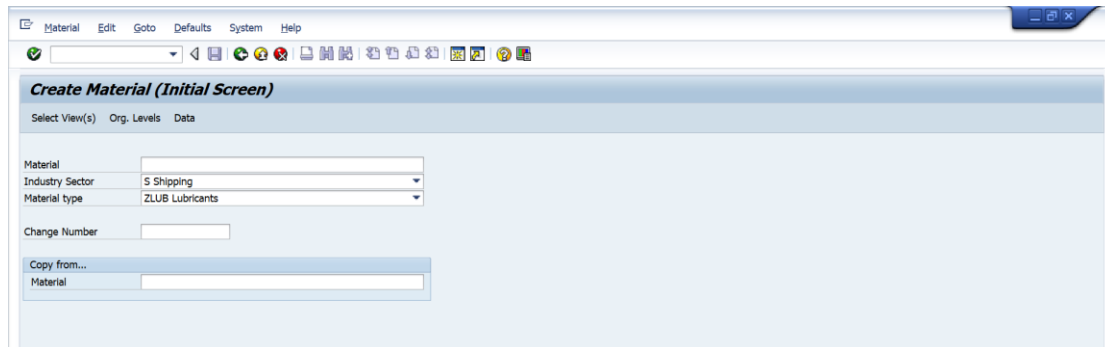 Material Edit Goto Defaults System Help
Create Material (Initial Screen)
Select View(s) Org. Levels Data
Material
Industry Sector S Shipping
Material type ZLUB Lubricants
Change Number
Copy from...
Material